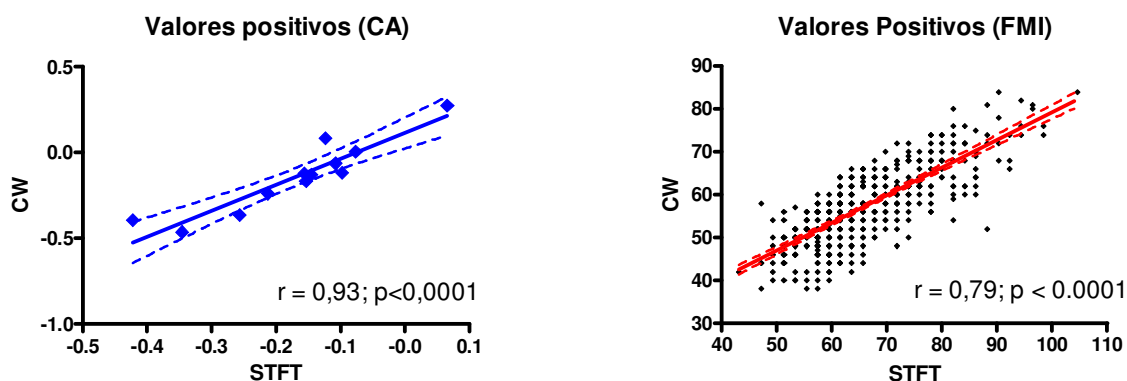 Valores positivos (CA)
0.5
0.0
-0.5
-1.0
CW
-0.5 -0.4 -0.3 -0.2 -0.1 -0.0 0.1
STFT
r = 0,93; p<0,0001
Valores Positivos (FMI)
90
80
70
60
50
40
30
CW
40 50 60 70 80 90 100 110
STFT
r = 0,79; p < 0.0001